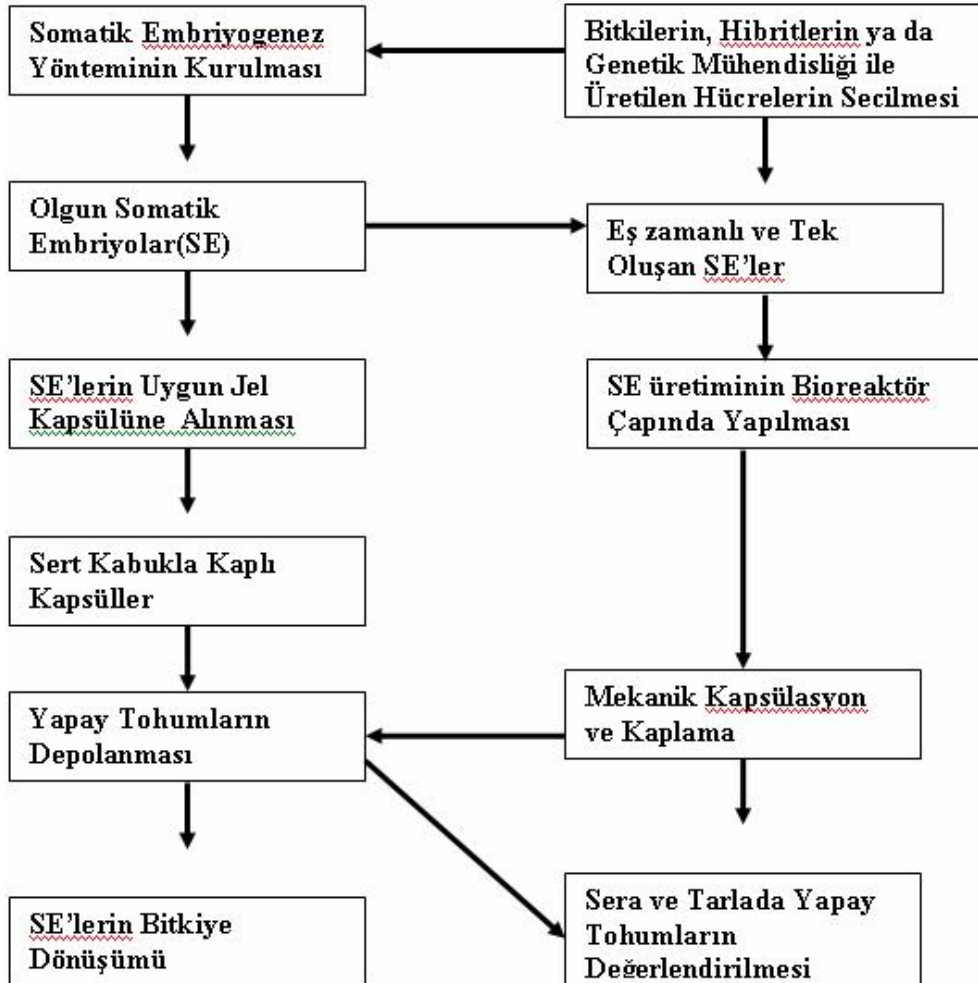 Somatik Embriyogenez
Yönteminin Kurulması
Bitkilerin, Hibritlerin ya da
Genetik Mühendisliği ile
Üretilen Hücrelerin Secilmesi
Olgun Somatik
Embriyolar(SE)
Eş zamanlı ve Tek
Oluşan SE’ler
SE’lerin Uygun Jel
Kapsülüne Alınması
SE üretiminin Bioreaktör
Çapında Yapılması
Sert Kabukla Kaplı
Kapsüller
Yapay Tohumların
Depolanması
Mekanik Kapsülasyon
ve Kaplama
SE’lerin Bitkiye
Dönüşümü
Sera ve Tarlada Yapay
Tohumların
Değerlendirilmesi